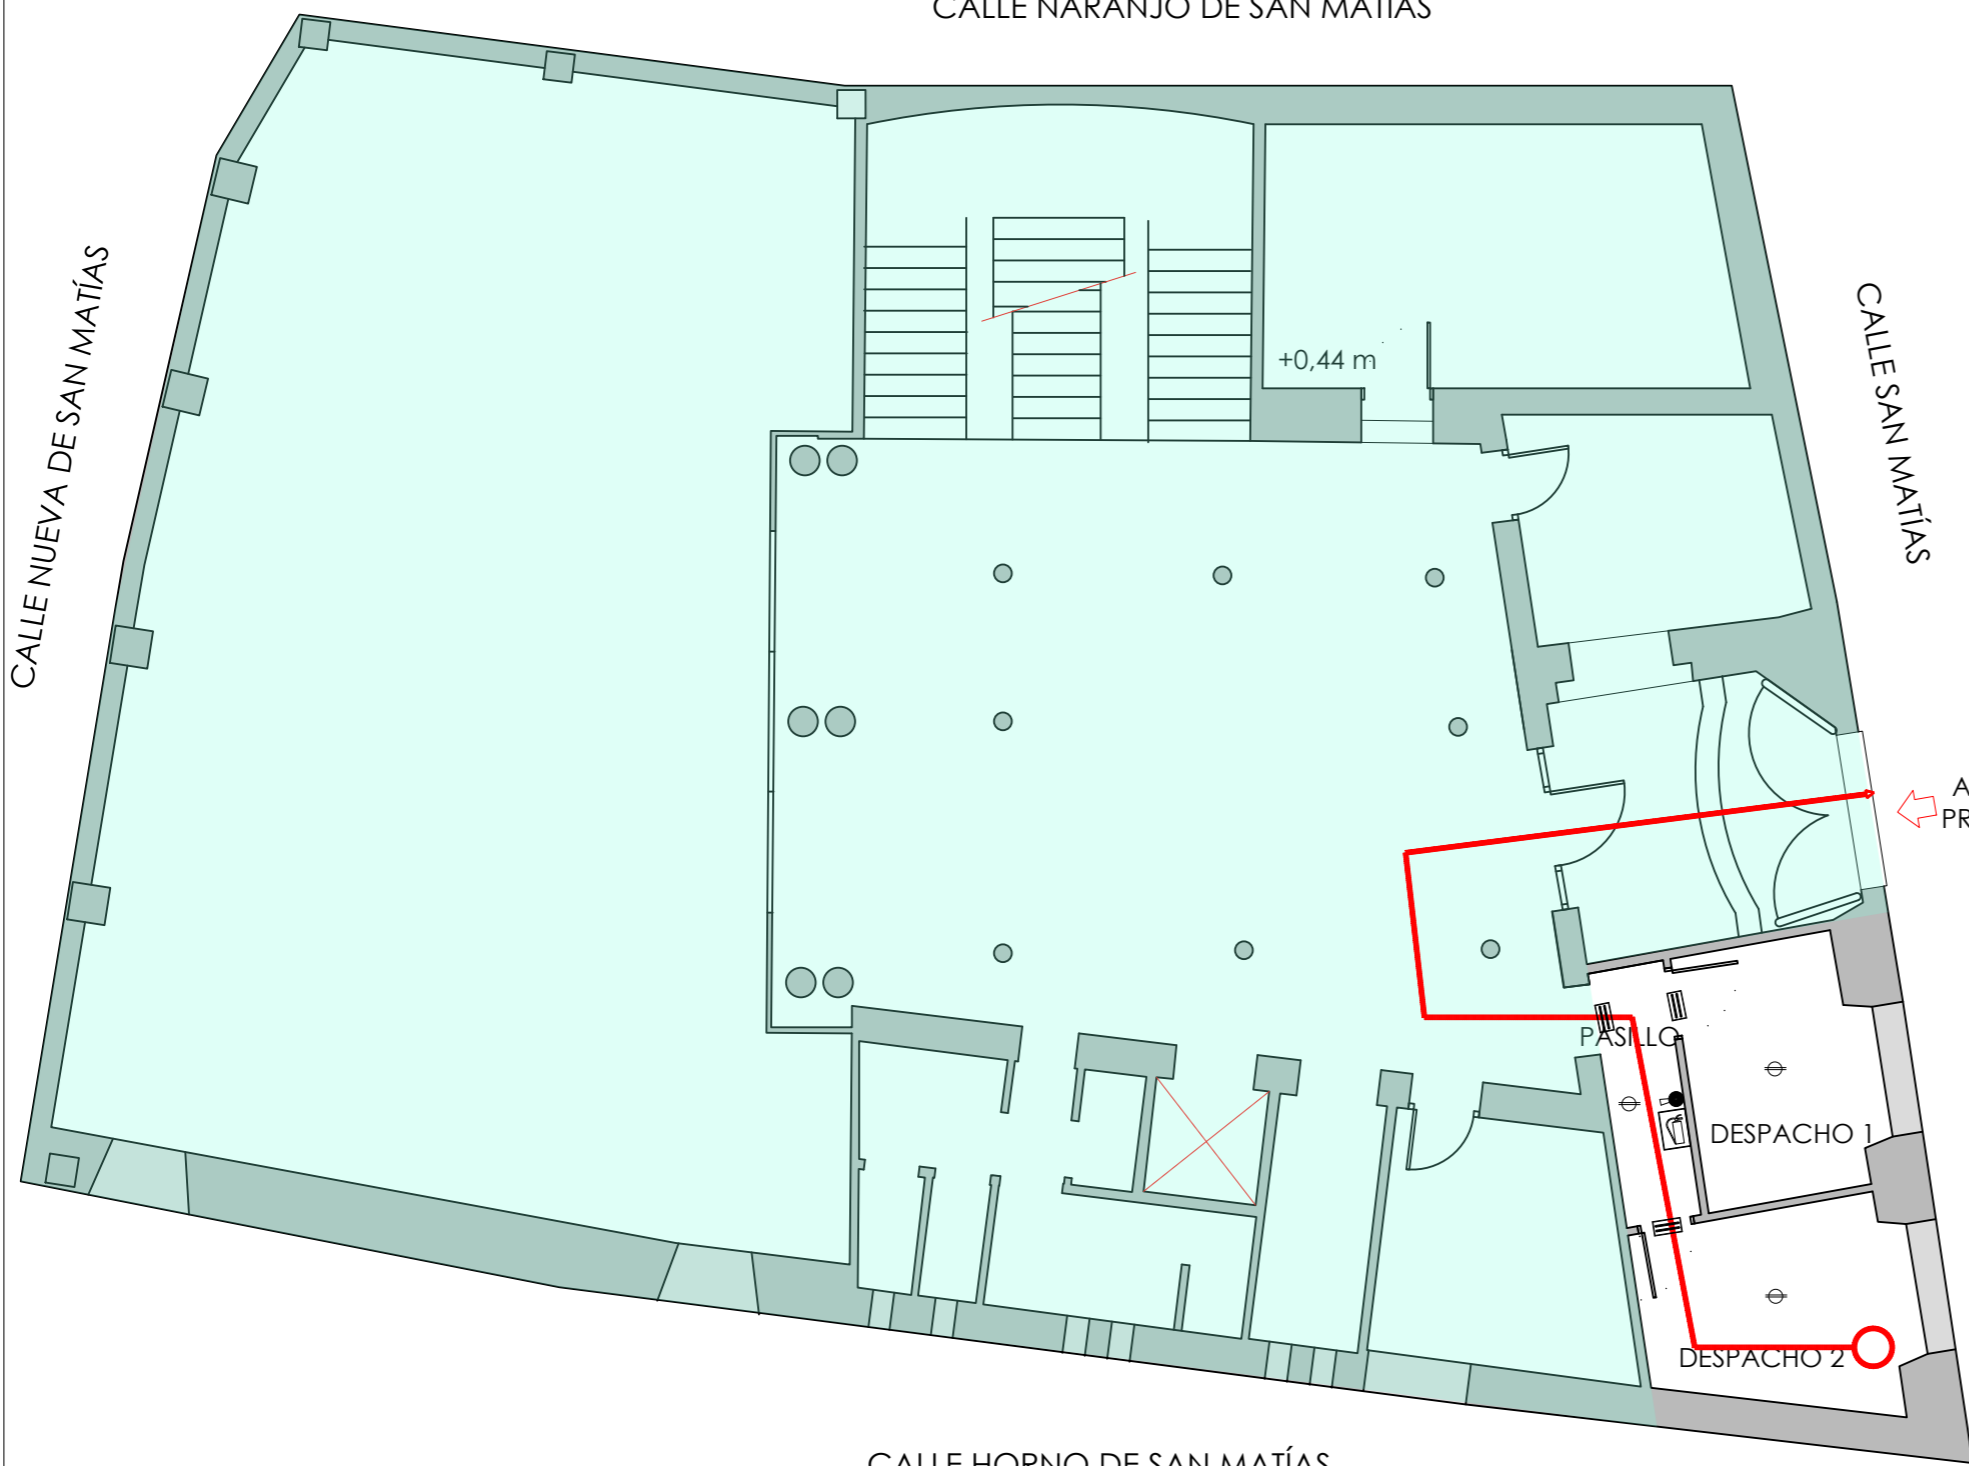 CALLE NARANJO DE SAN MATÍAS
CALLE NUEVA DE SAN MATÍAS
CALLE SAN MATÍAS
+0,44 m
A
PR
PASILLO
DESPACHO 1
DESPACHO 2
CALLE HORNO DE SAN MATÍAS